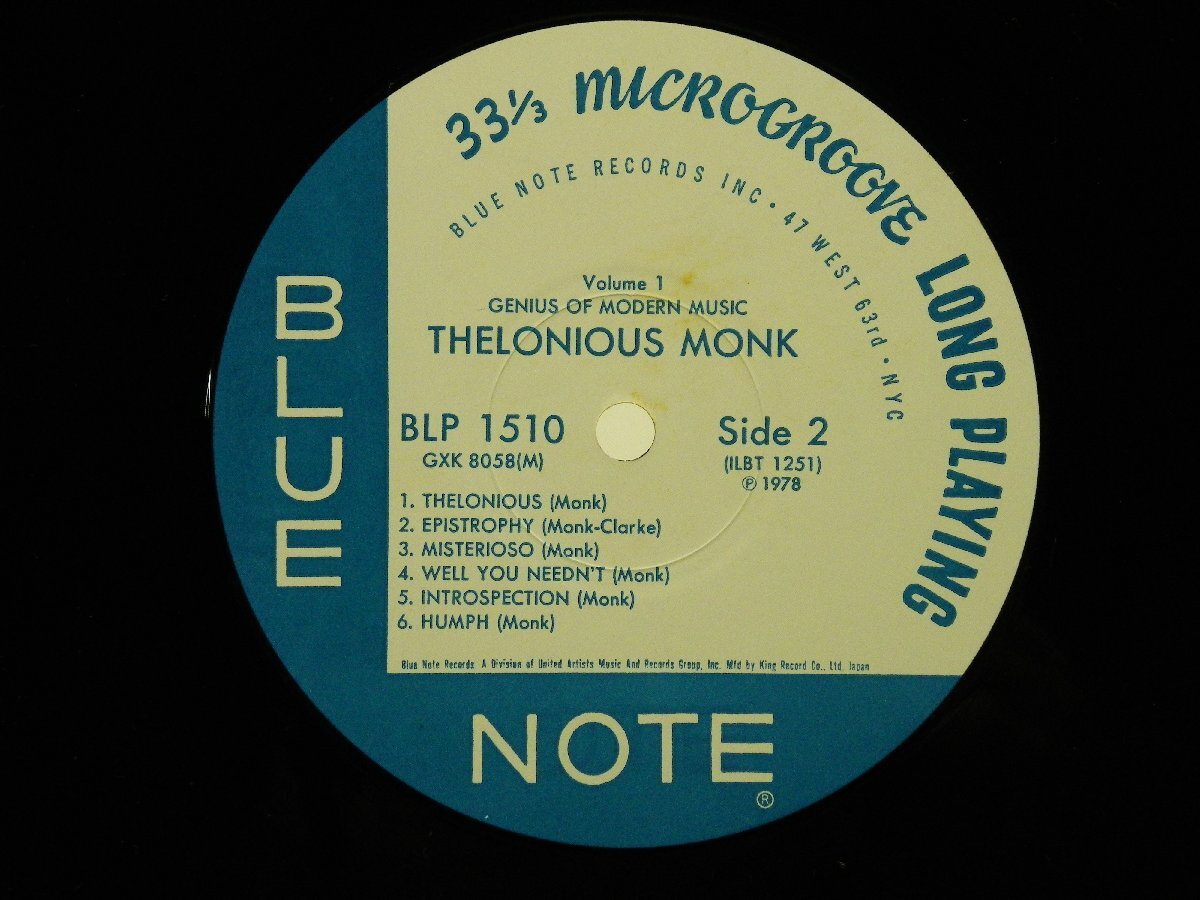 33 1/3 MICROGROOVE LONG PLAYING
BLUE NOTE RECORDS INC · 47 WEST 63rd · NYC
Volume 1
GENIUS OF MODERN MUSIC
THELONIOUS MONK
BLP 1510
GXK 8058(M)
Side 2
(ILBT 1251)
℗ 1978
1. THELONIOUS (Monk)
2. EPISTROPHY (Monk-Clarke)
3. MISTERIOSO (Monk)
4. WELL YOU NEEDN'T (Monk)
5. INTROSPECTION (Monk)
6. HUMPH (Monk)
Blue Note Records A Division of United Artists Music And Records Group, Inc. Mfd by King Record Co., Ltd. Japan
BLUE
NOTE
®